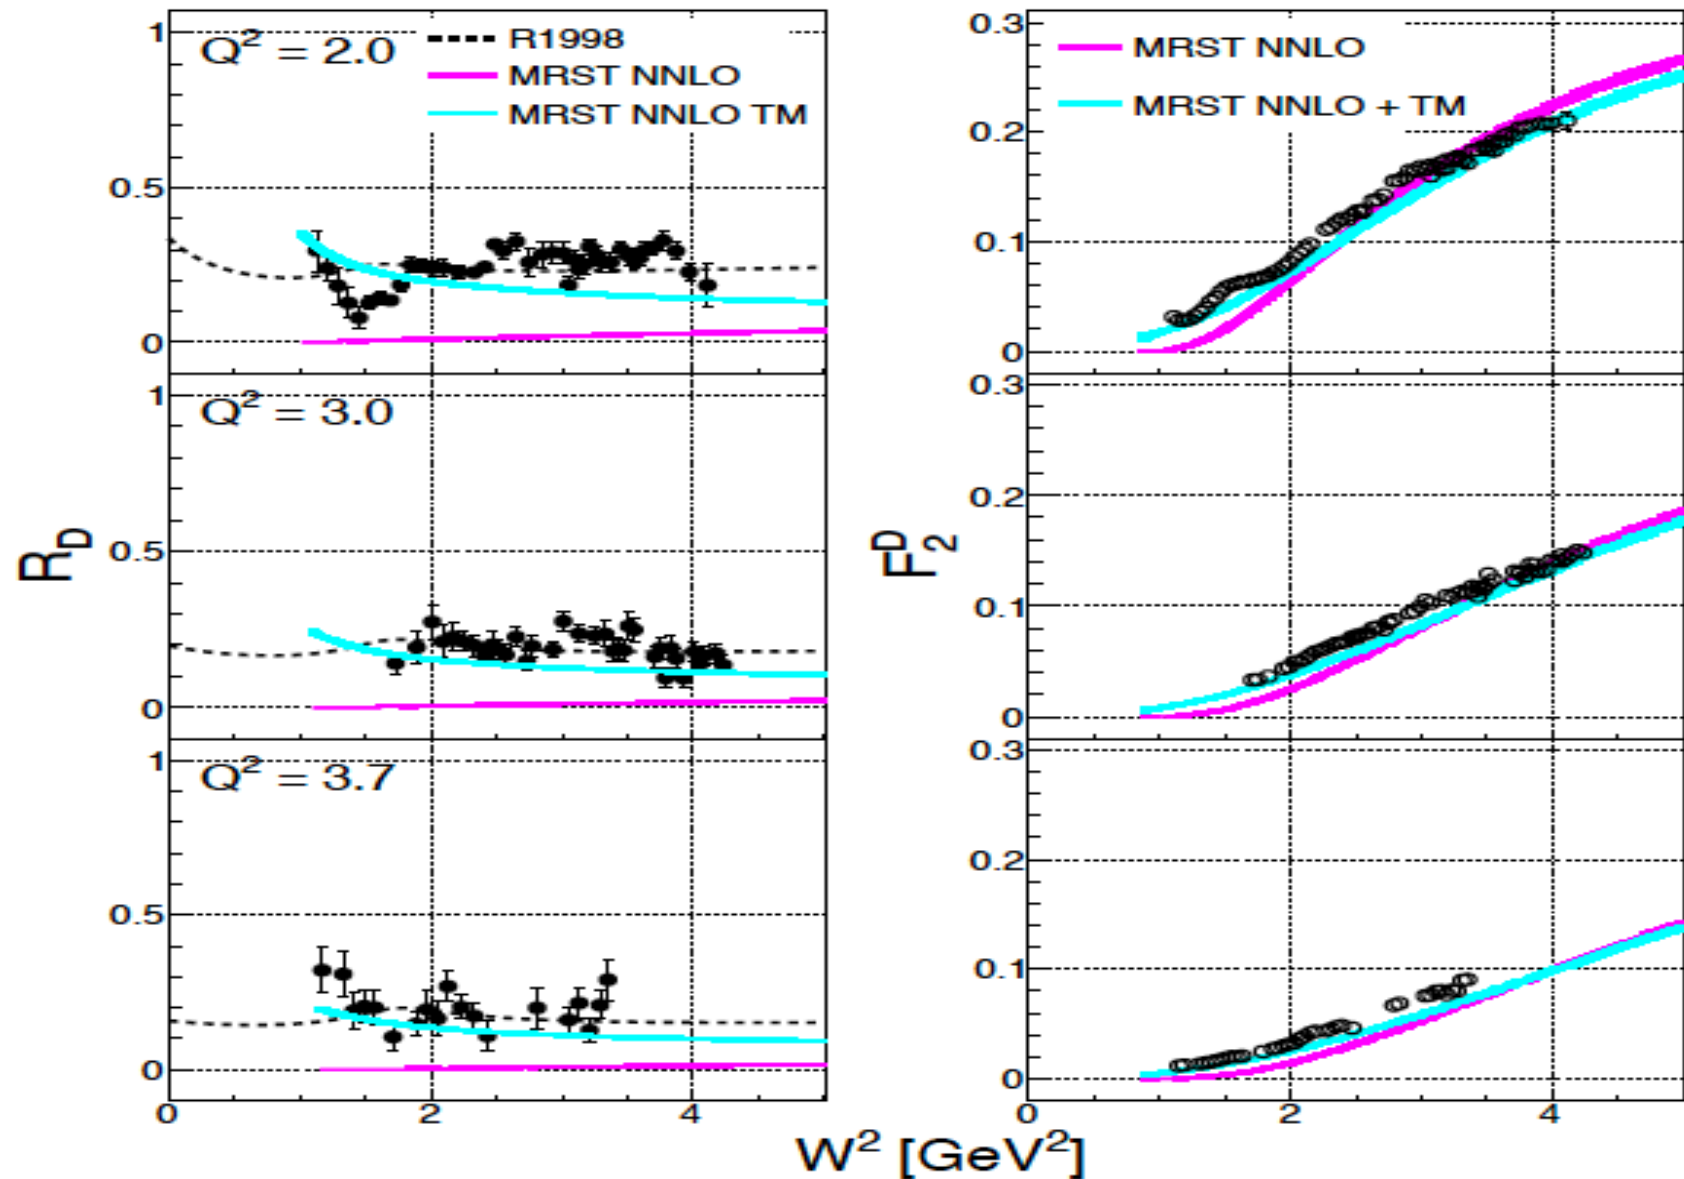 Q² = 2.0
R1998
MRST NNLO
MRST NNLO TM
1
0.5
0
Q² = 3.0
1
0.5
0
Q² = 3.7
1
0.5
0
R_D
0
2
4
MRST NNLO
MRST NNLO + TM
0.3
0.2
0.1
0
0.3
0.2
0.1
0
0.3
0.2
0.1
0
F₂ᴰ
0
2
4
W² [GeV²]